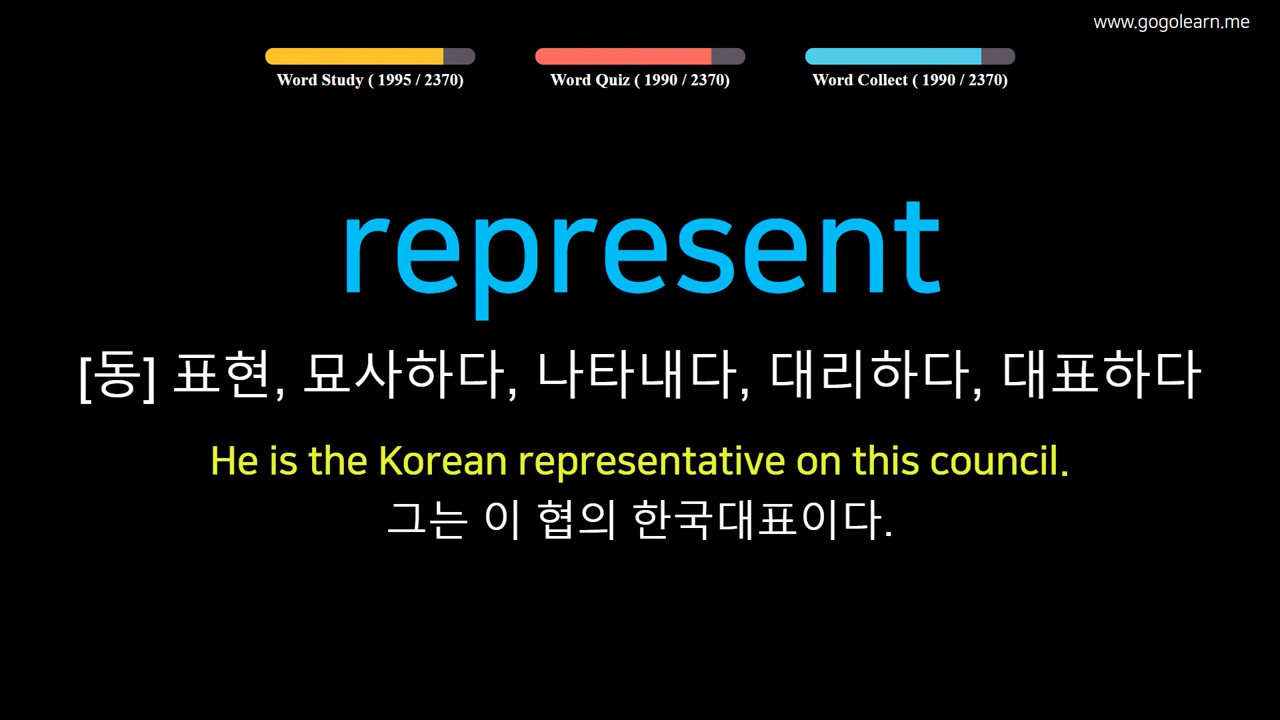 www.gogolearn.me
Word Study ( 1995 / 2370)
Word Quiz ( 1990 / 2370)
Word Collect ( 1990 / 2370)
represent
[동] 표현, 묘사하다, 나타내다, 대리하다, 대표하다
He is the Korean representative on this council.
그는 이 협의 한국대표이다.